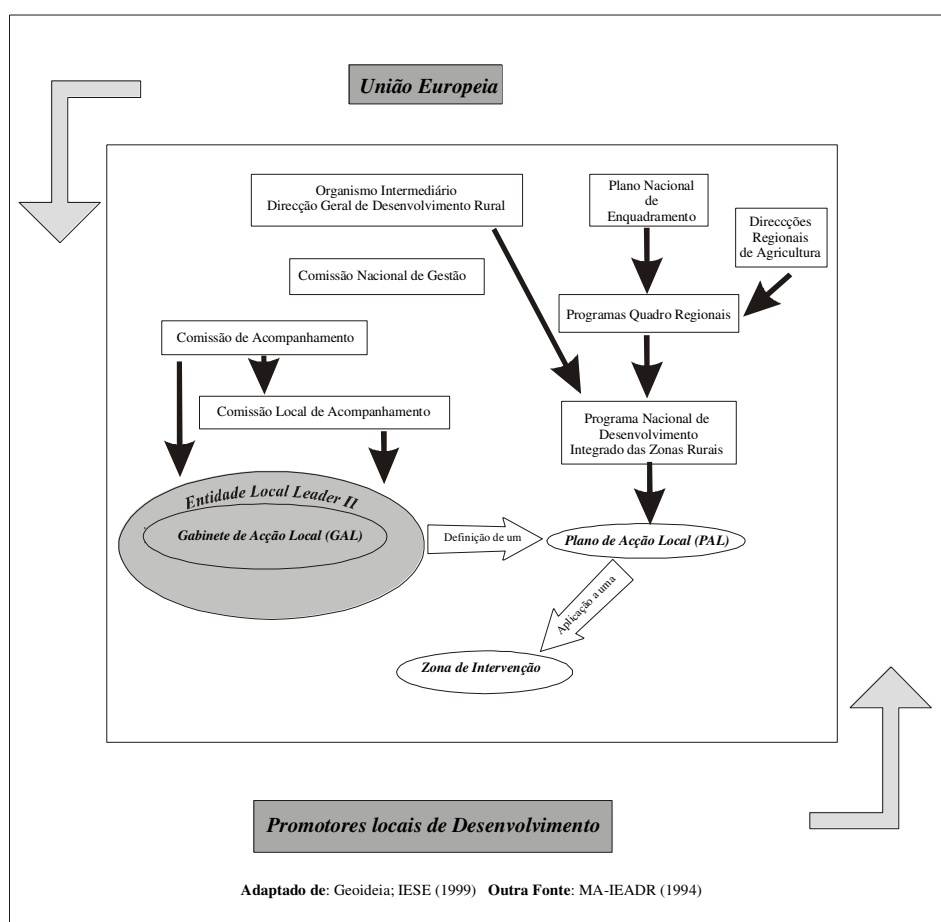 União Europeia
Organismo Intermediário
Direcção Geral de Desenvolvimento Rural
Plano Nacional
de
Enquadramento
Direccções
Regionais
de Agricultura
Comissão Nacional de Gestão
Programas Quadro Regionais
Comissão de Acompanhamento
Comissão Local de Acompanhamento
Programa Nacional de
Desenvolvimento
Integrado das Zonas Rurais
Entidade Local Leader II
Gabinete de Acção Local (GAL)
Definição de um
Plano de Acção Local (PAL)
Aplicação a uma
Zona de Intervenção
Promotores locais de Desenvolvimento
Adaptado de: Geoideia; IESE (1999) Outra Fonte: MA-IEADR (1994)